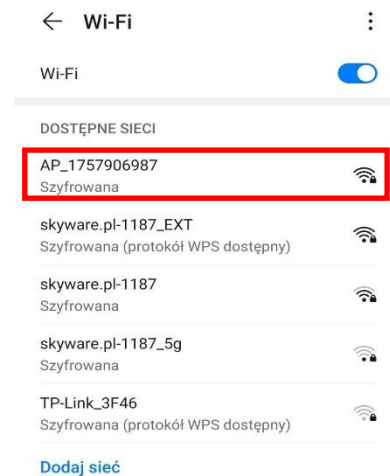 Wi-Fi
Wi-Fi
DOSTĘPNE SIECI
AP_1757906987
Szyfrowana
skyware.pl-1187_EXT
Szyfrowana (protokół WPS dostępny)
skyware.pl-1187
Szyfrowana
skyware.pl-1187_5g
Szyfrowana
TP-Link_3F46
Szyfrowana (protokół WPS dostępny)
Dodaj sieć